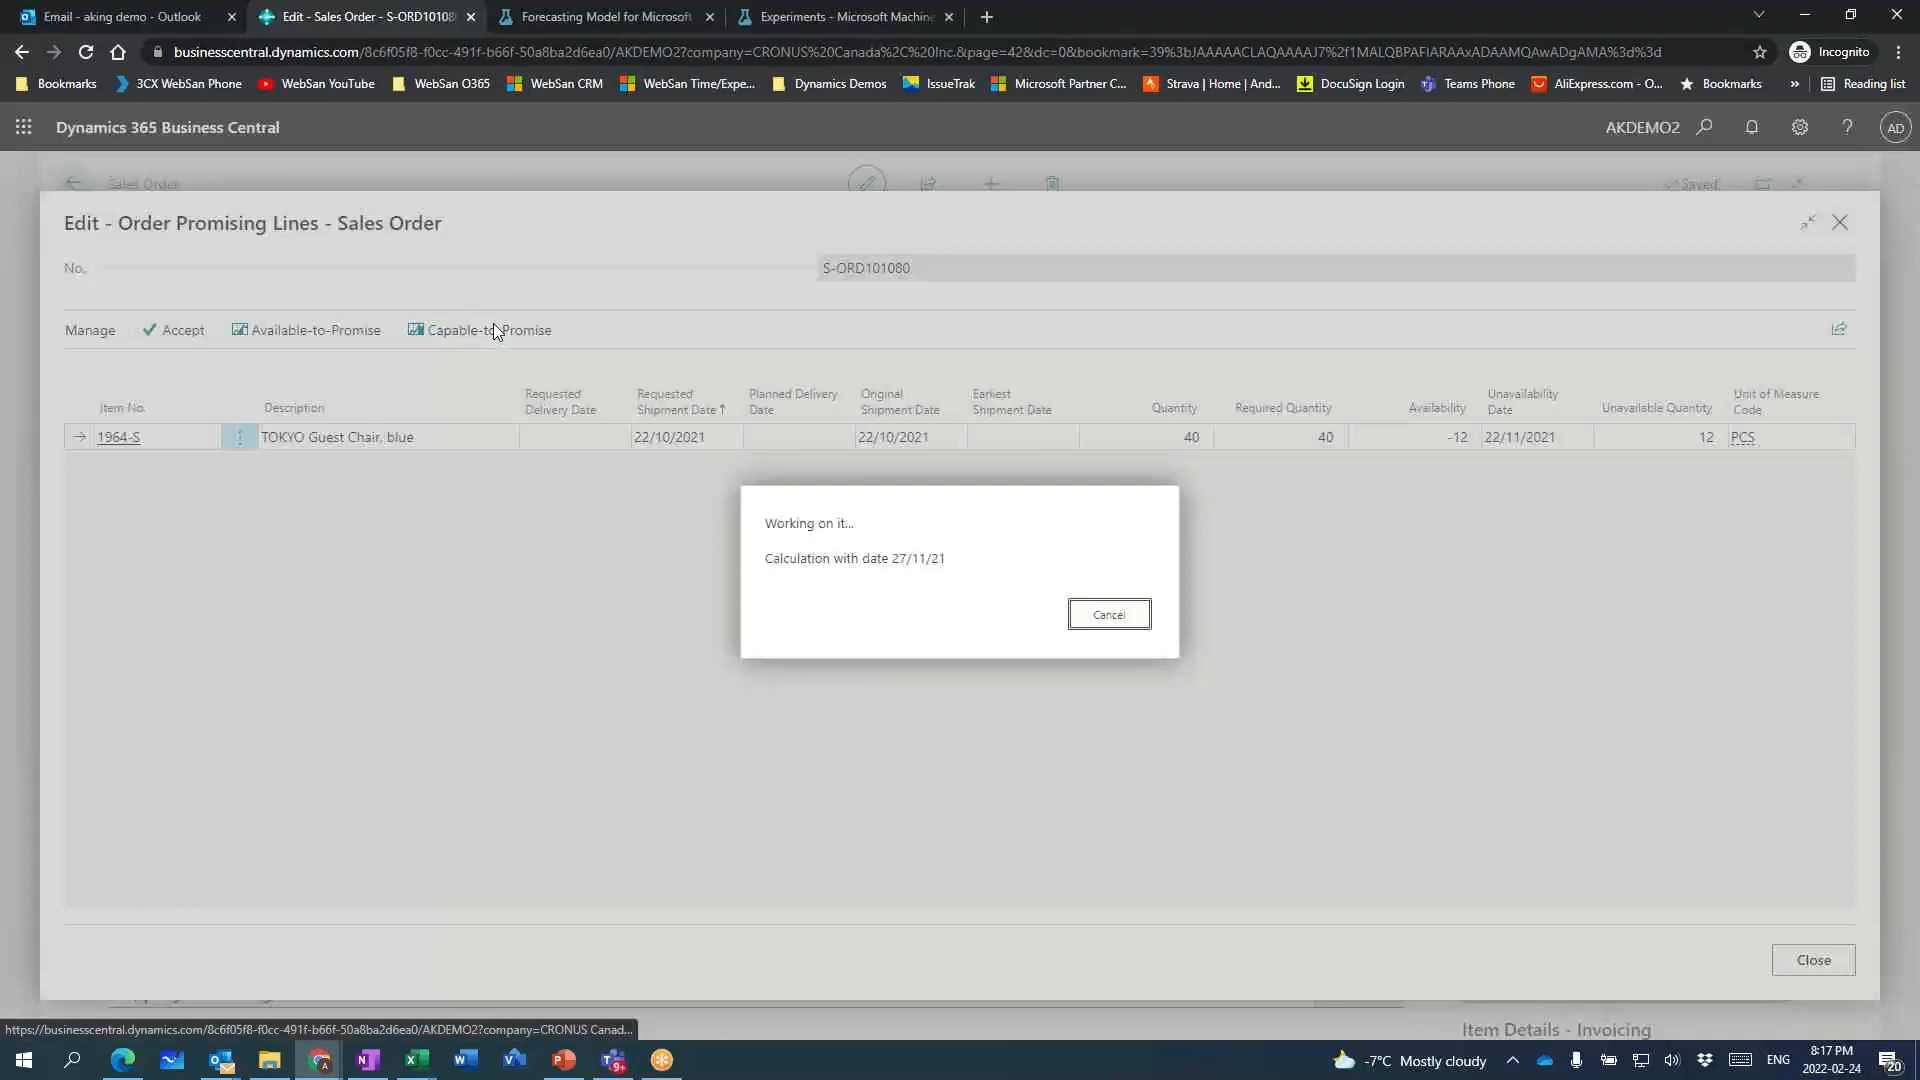 Email - aking demo - Outlook
Edit - Sales Order - S-ORD10108
Forecasting Model for Microsoft
Experiments - Microsoft Machine
businesscentral.dynamics.com/8c6f05f8-f0cc-491f-b66f-50a8ba2d6ea0/AKDEMO2?company=CRONUS%20Canada%2C%20Inc.&page=42&dc=0&bookmark=39%3bJAAAAACLAQAAAAJ7%2f1MALQBPAFIARAAxADAAMQAwADgAMA%3d%3d
Incognito
Bookmarks
3CX WebSan Phone
WebSan YouTube
WebSan O365
WebSan CRM
WebSan Time/Expe...
Dynamics Demos
IssueTrak
Microsoft Partner C...
Strava | Home | And...
DocuSign Login
Teams Phone
AliExpress.com - O...
Bookmarks
Reading list
Dynamics 365 Business Central
AKDEMO2
AD
Sales Order
Saved
Edit - Order Promising Lines - Sales Order
No.
S-ORD101080
Manage
Accept
Available-to-Promise
Capable-to-Promise
Item No.
Description
Requested Delivery Date
Requested Shipment Date ↑
Planned Delivery Date
Original Shipment Date
Earliest Shipment Date
Quantity
Required Quantity
Availability
Unavailability Date
Unavailable Quantity
Unit of Measure Code
1964-S
TOKYO Guest Chair, blue
22/10/2021
22/10/2021
40
40
-12
22/11/2021
12
PCS
Working on it...
Calculation with date 27/11/21
Cancel
Close
https://businesscentral.dynamics.com/8c6f05f8-f0cc-491f-b66f-50a8ba2d6ea0/AKDEMO2?company=CRONUS Canad...
Item Details - Invoicing
-7°C Mostly cloudy
ENG
8:17 PM
2022-02-24
20